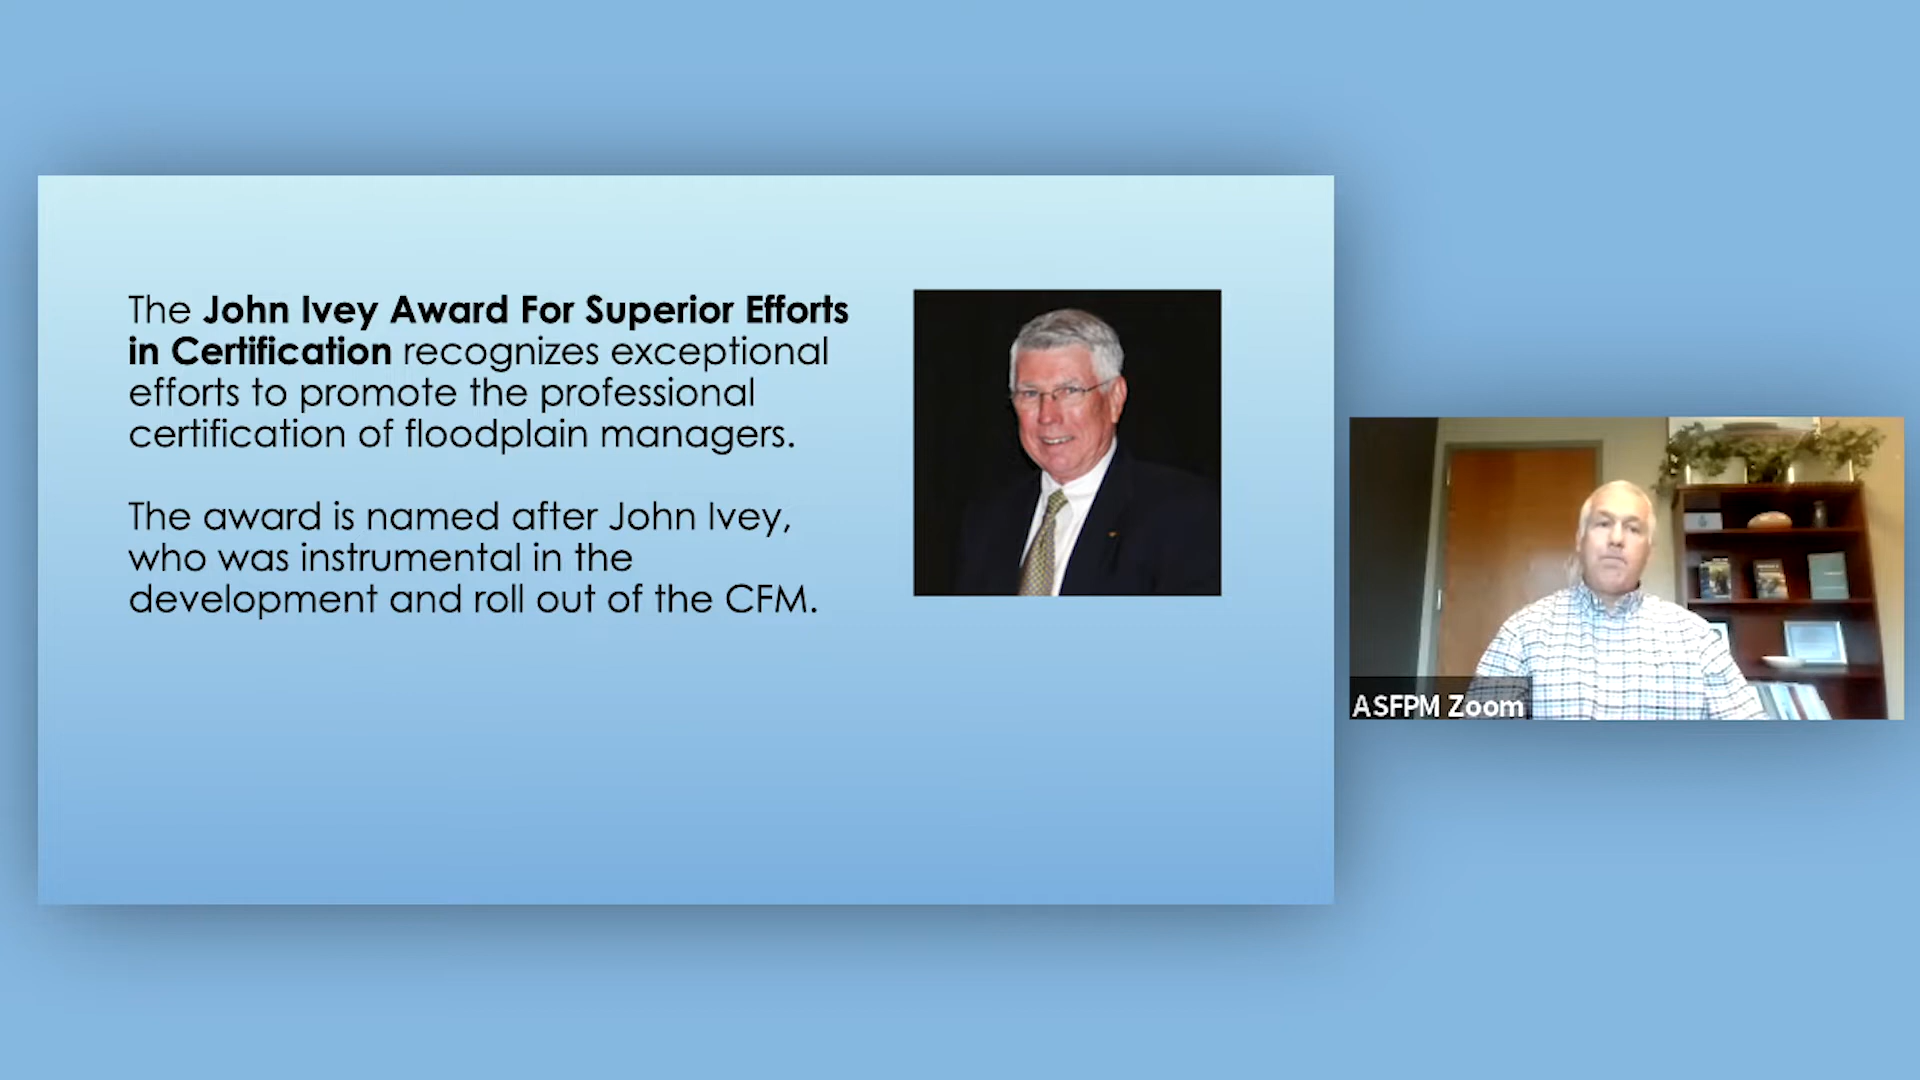 The John Ivey Award For Superior Efforts
in Certification recognizes exceptional
efforts to promote the professional
certification of floodplain managers.
The award is named after John Ivey,
who was instrumental in the
development and roll out of the CFM.
ASFPM Zoom